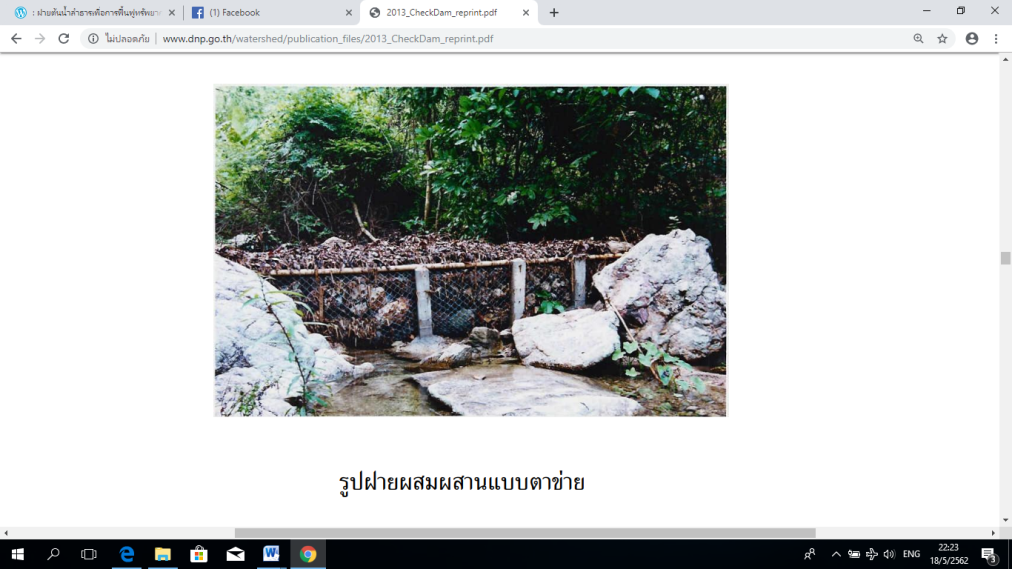 : ฝายต้นน้ำลำธารเพื่อการฟื้นฟูทรัพยา
(1) Facebook
2013_CheckDam_reprint.pdf
ไม่ปลอดภัย | www.dnp.go.th/watershed/publication_files/2013_CheckDam_reprint.pdf
รูปฝายผสมผสานแบบตาข่าย
ENG
22:23
18/5/2562
3